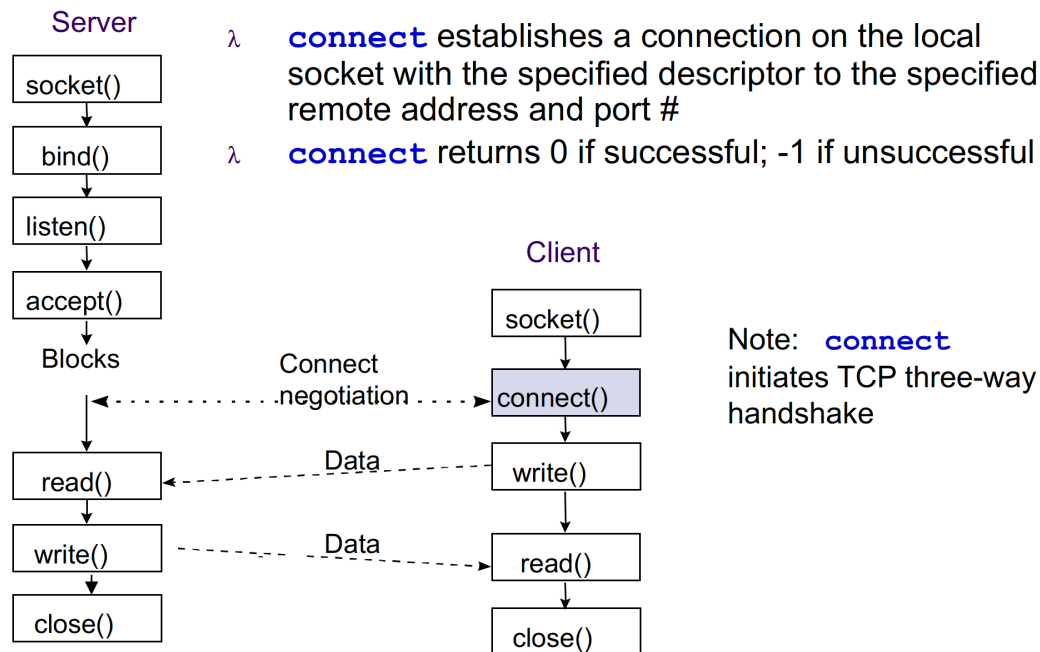 Server
λ connect establishes a connection on the local
socket with the specified descriptor to the specified
remote address and port #
λ connect returns 0 if successful; -1 if unsuccessful
socket()
bind()
listen()
accept()
Blocks
read()
write()
close()
Connect
negotiation
Data
Data
Client
socket()
connect()
write()
read()
close()
Note: connect
initiates TCP three-way
handshake